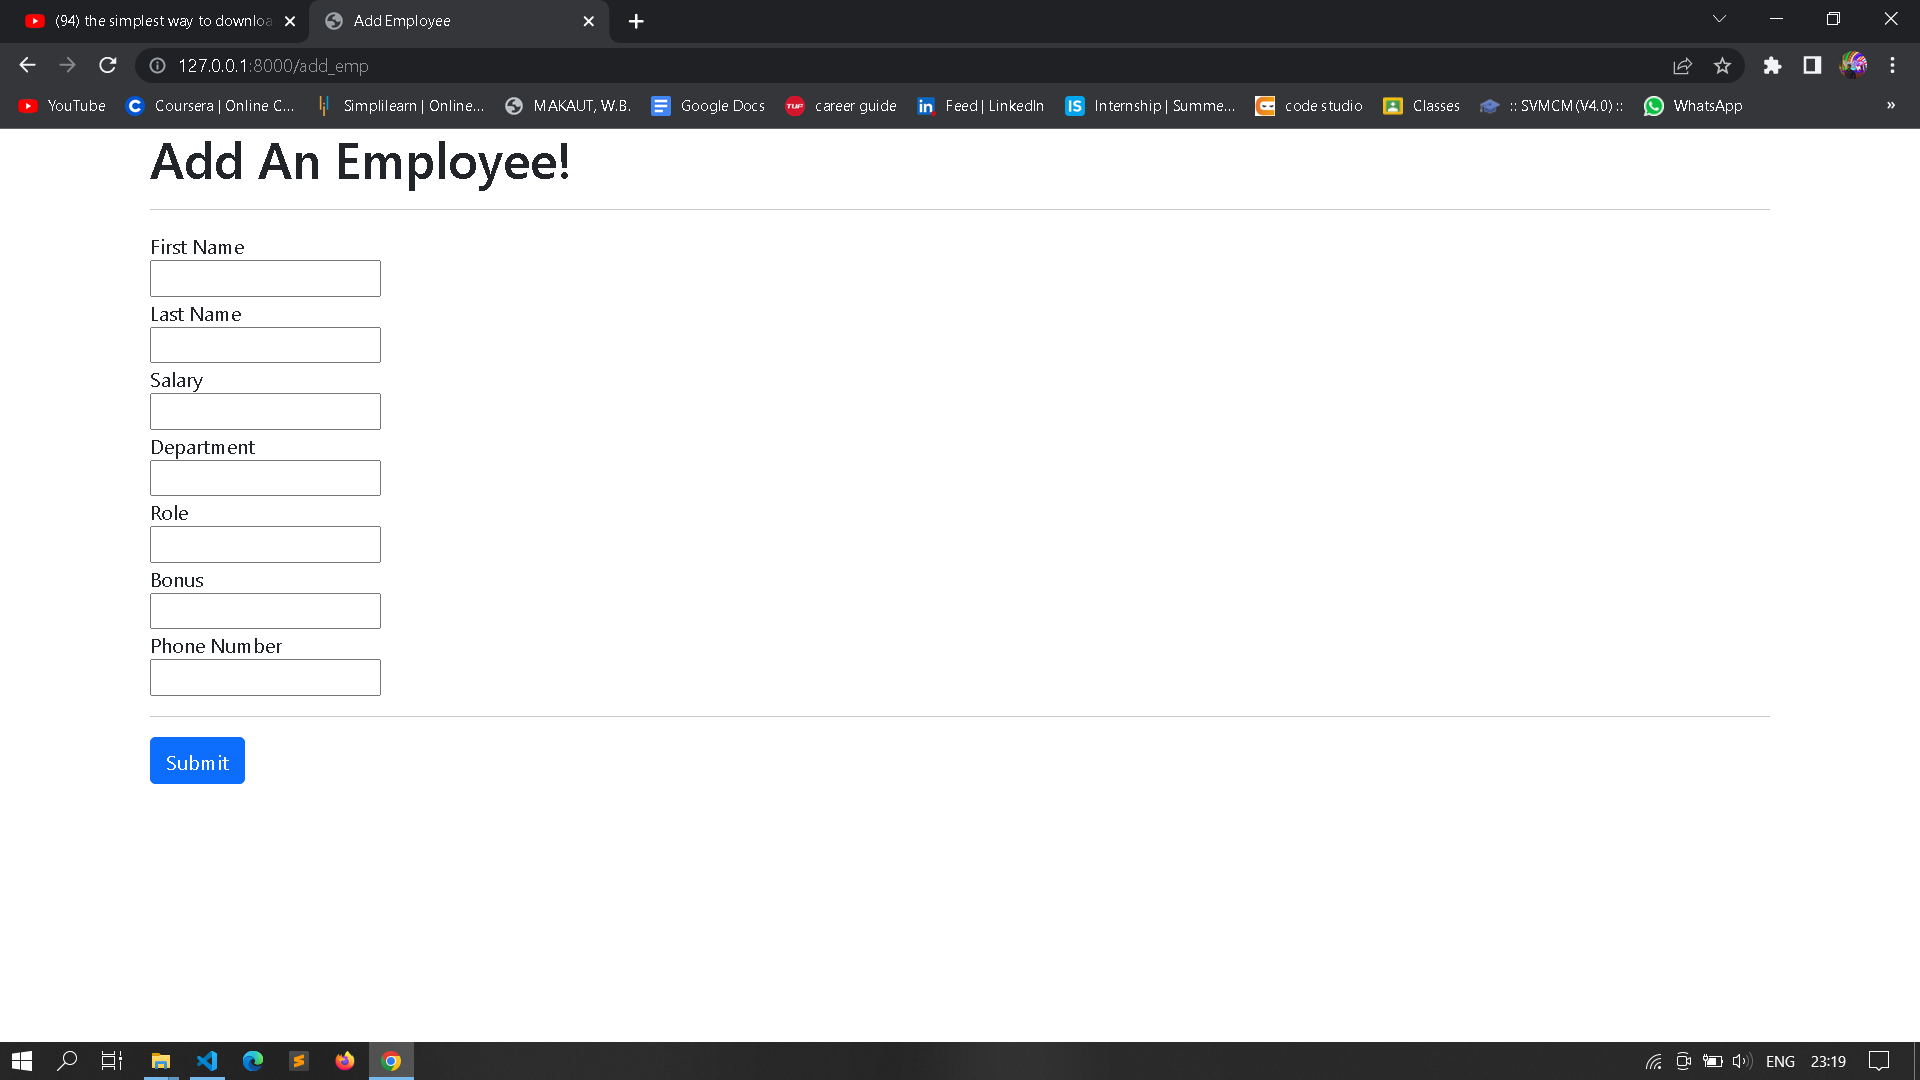 (94) the simplest way to downloa
Add Employee
127.0.0.1:8000/add_emp
YouTube
Coursera | Online C...
Simplilearn | Online...
MAKAUT, W.B.
Google Docs
TUF
career guide
Feed | LinkedIn
IS
Internship | Summe...
code studio
Classes
:: SVMCM (V4.0) ::
WhatsApp
»
Add An Employee!
First Name
Last Name
Salary
Department
Role
Bonus
Phone Number
Submit
ENG
23:19